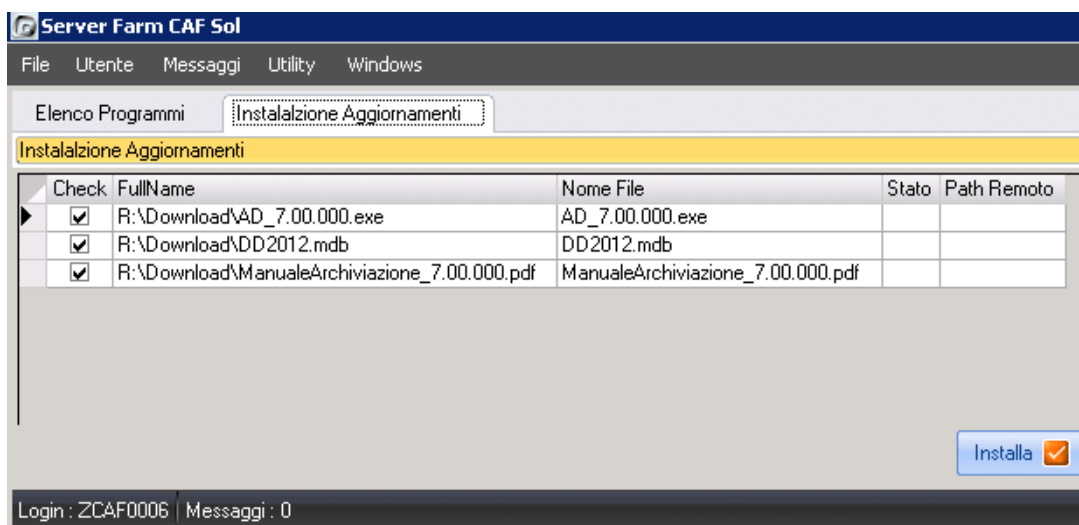 Server Farm CAF Sol
File Utente Messaggi Utility Windows
Elenco Programmi Instalalzione Aggiornamenti
Instalalzione Aggiornamenti
Check FullName Nome File Stato Path Remoto
R:\Download\AD_7.00.000.exe AD_7.00.000.exe
R:\Download\DD2012.mdb DD2012.mdb
R:\Download\ManualeArchiviazione_7.00.000.pdf ManualeArchiviazione_7.00.000.pdf
Installa
Login : ZCAF0006 Messaggi : 0